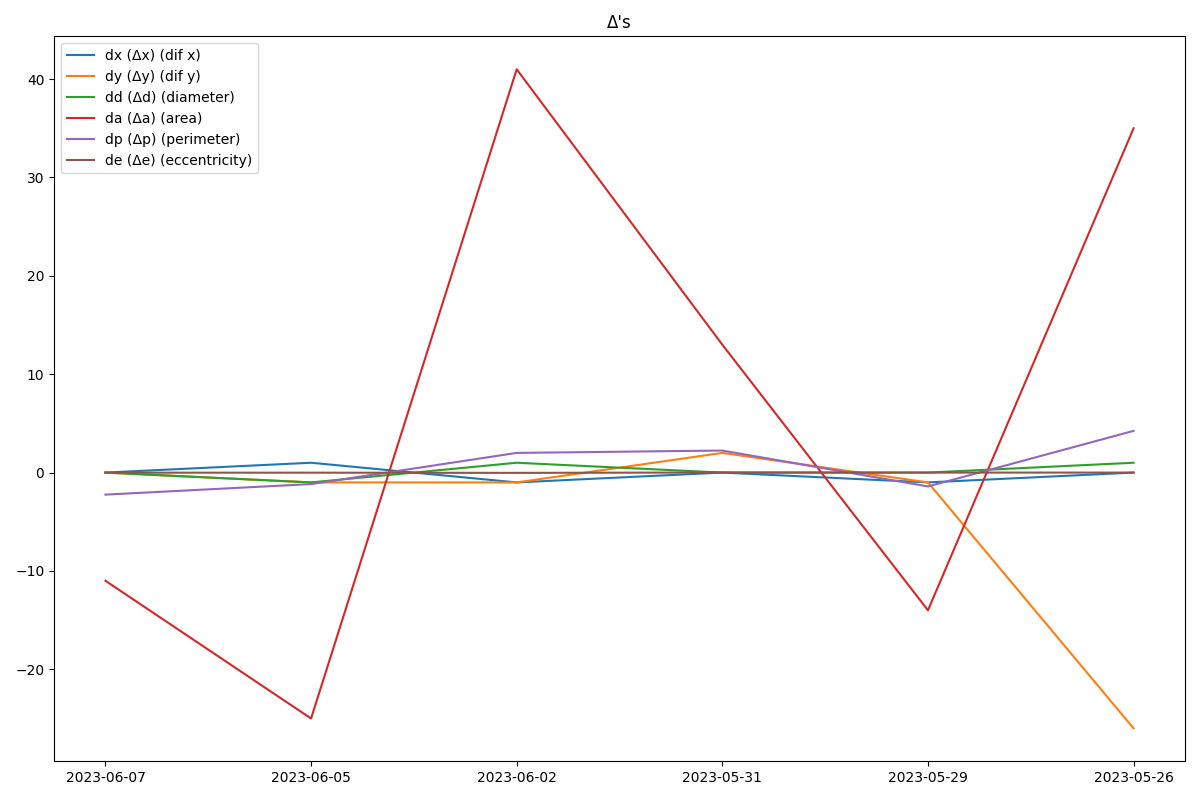 Δ's
dx (Δx) (dif x)
dy (Δy) (dif y)
dd (Δd) (diameter)
da (Δa) (area)
dp (Δp) (perimeter)
de (Δe) (eccentricity)
40
30
20
10
0
−10
−20
2023-06-07 2023-06-05 2023-06-02 2023-05-31 2023-05-29 2023-05-26